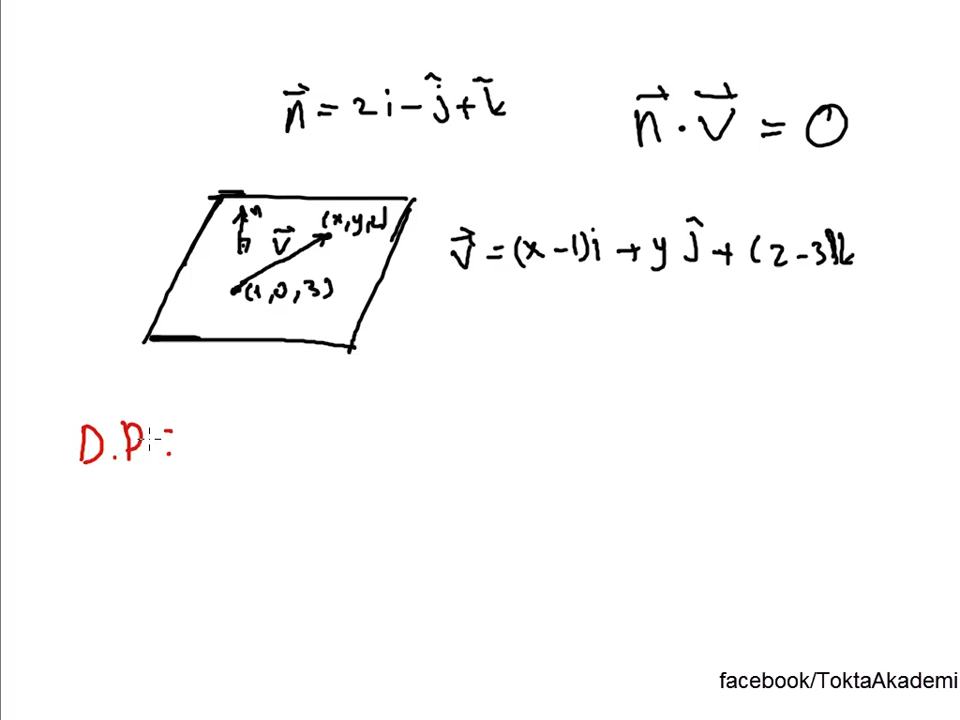 n⃗ = 2i − ĵ + k̂
n⃗ · v⃗ = 0
n
v⃗
(x,y,z)
(1,0,3)
v⃗ = (x−1)i + y ĵ + (z−3)k
D.P:
facebook/ToktaAkademi